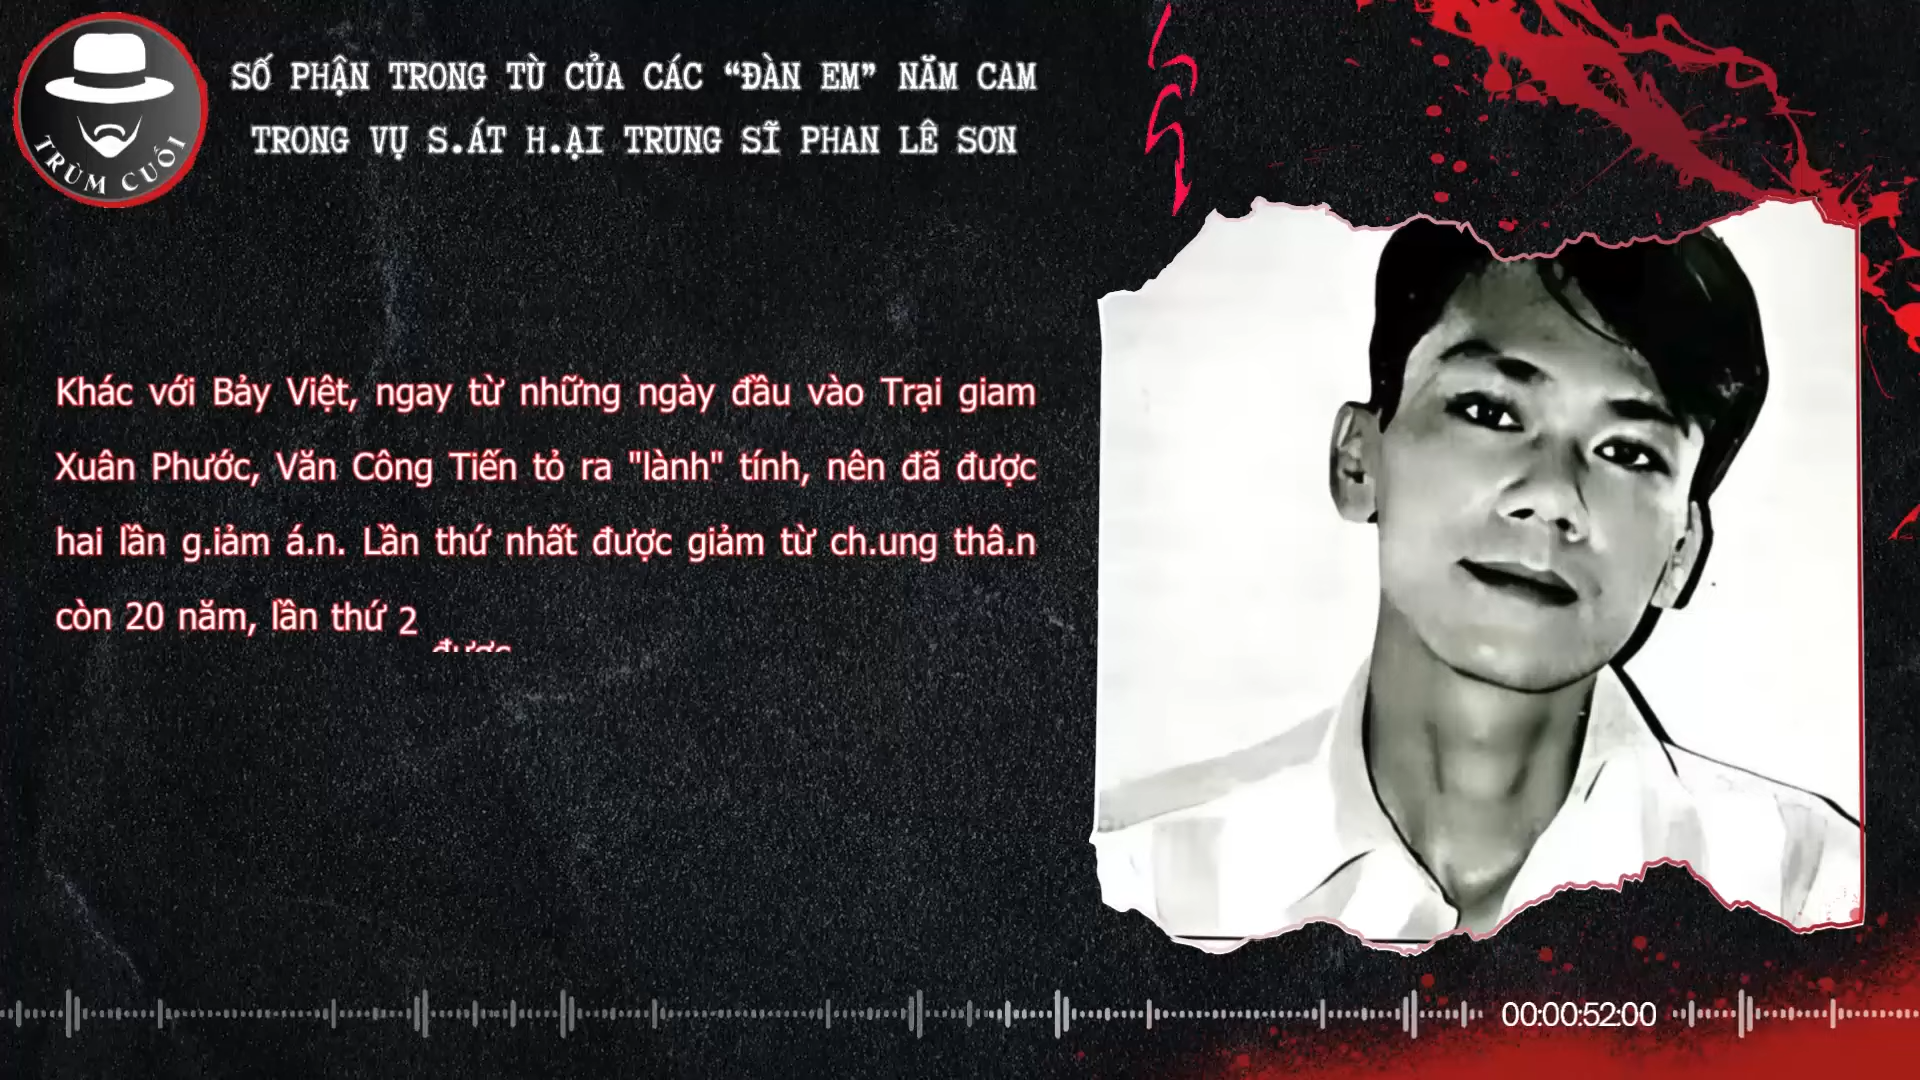 TRÙM CUỐI
SỐ PHẬN TRONG TÙ CỦA CÁC “ĐÀN EM” NĂM CAM
TRONG VỤ S.ÁT H.ẠI TRUNG SĨ PHAN LÊ SƠN
Khác với Bảy Việt, ngay từ những ngày đầu vào Trại giam
Xuân Phước, Văn Công Tiến tỏ ra "lành" tính, nên đã được
hai lần g.iảm á.n. Lần thứ nhất được giảm từ ch.ung thâ.n
còn 20 năm, lần thứ 2
00:00:52:00